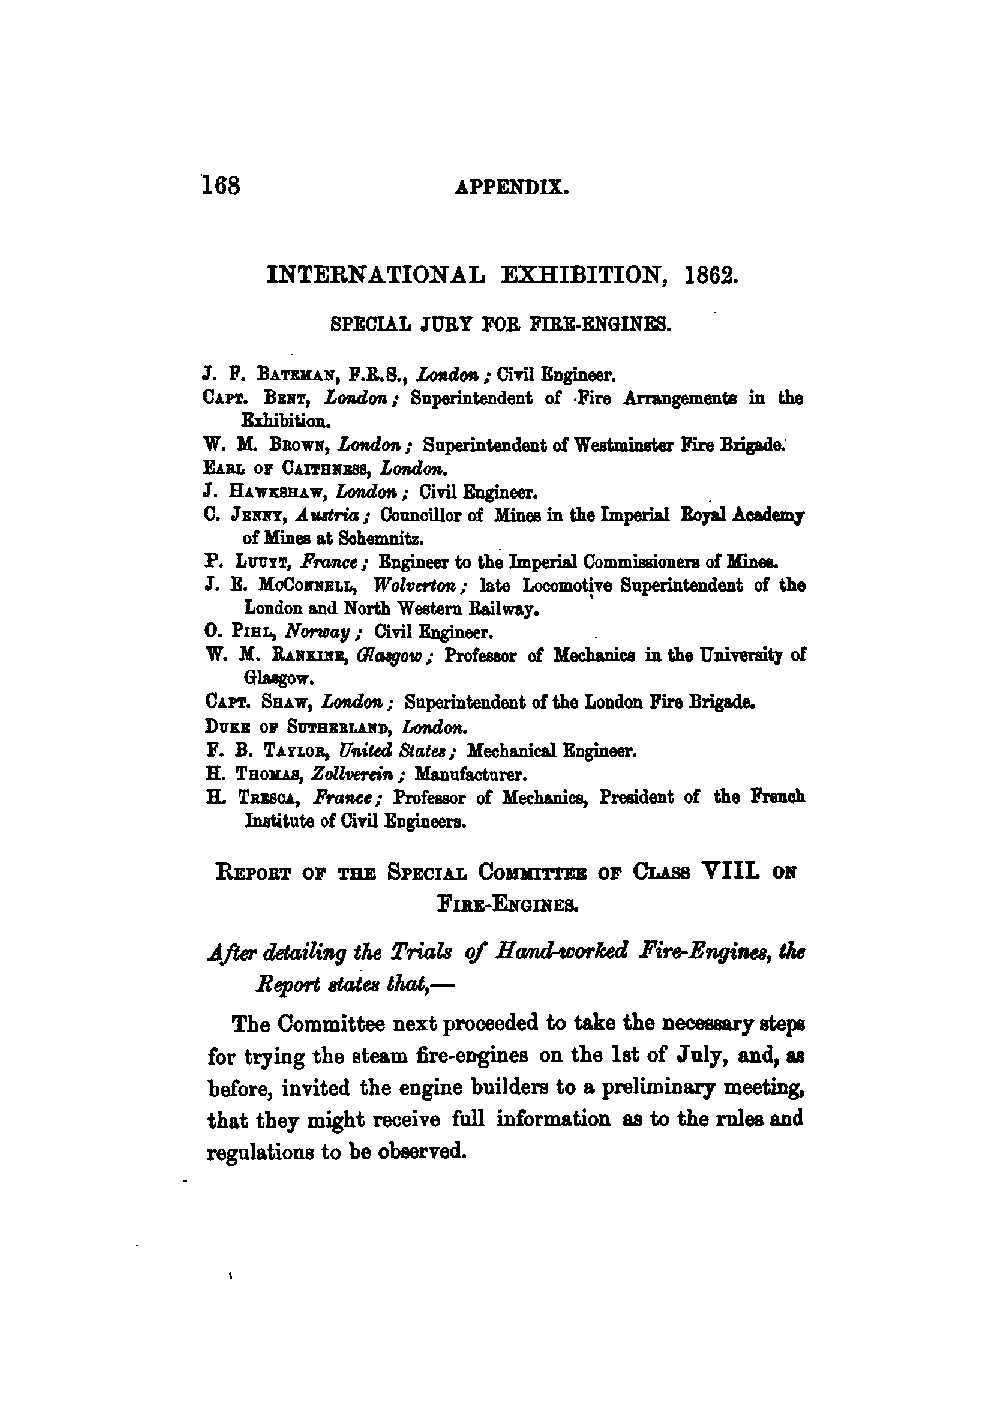 168 APPENDIX.
INTERNATIONAL EXHIBITION, 1862.
SPECIAL JURY FOR FIRE-ENGINES.
J. F. BATEMAN, F.R.S., London; Civil Engineer.
CAPT. BENT, London; Superintendent of Fire Arrangements in the
Exhibition.
W. M. BROWN, London; Superintendent of Westminster Fire Brigade.
EARL OF CAITHNESS, London.
J. HAWKSHAW, London; Civil Engineer.
C. JENNY, Austria; Councillor of Mines in the Imperial Royal Academy
of Mines at Schemnitz.
P. LUUYT, France; Engineer to the Imperial Commissioners of Mines.
J. E. MCCONNELL, Wolverton; late Locomotive Superintendent of the
London and North Western Railway.
O. PIHL, Norway; Civil Engineer.
W. M. RANKINE, Glasgow; Professor of Mechanics in the University of
Glasgow.
CAPT. SHAW, London; Superintendent of the London Fire Brigade.
DUKE OF SUTHERLAND, London.
F. B. TAYLOR, United States; Mechanical Engineer.
H. THOMAS, Zollverein; Manufacturer.
H. TRESCA, France; Professor of Mechanics, President of the French
Institute of Civil Engineers.
REPORT OF THE SPECIAL COMMITTEE OF CLASS VIII. ON
FIRE-ENGINES.
After detailing the Trials of Hand-worked Fire-Engines, the
Report states that,—
The Committee next proceeded to take the necessary steps
for trying the steam fire-engines on the 1st of July, and, as
before, invited the engine builders to a preliminary meeting,
that they might receive full information as to the rules and
regulations to be observed.